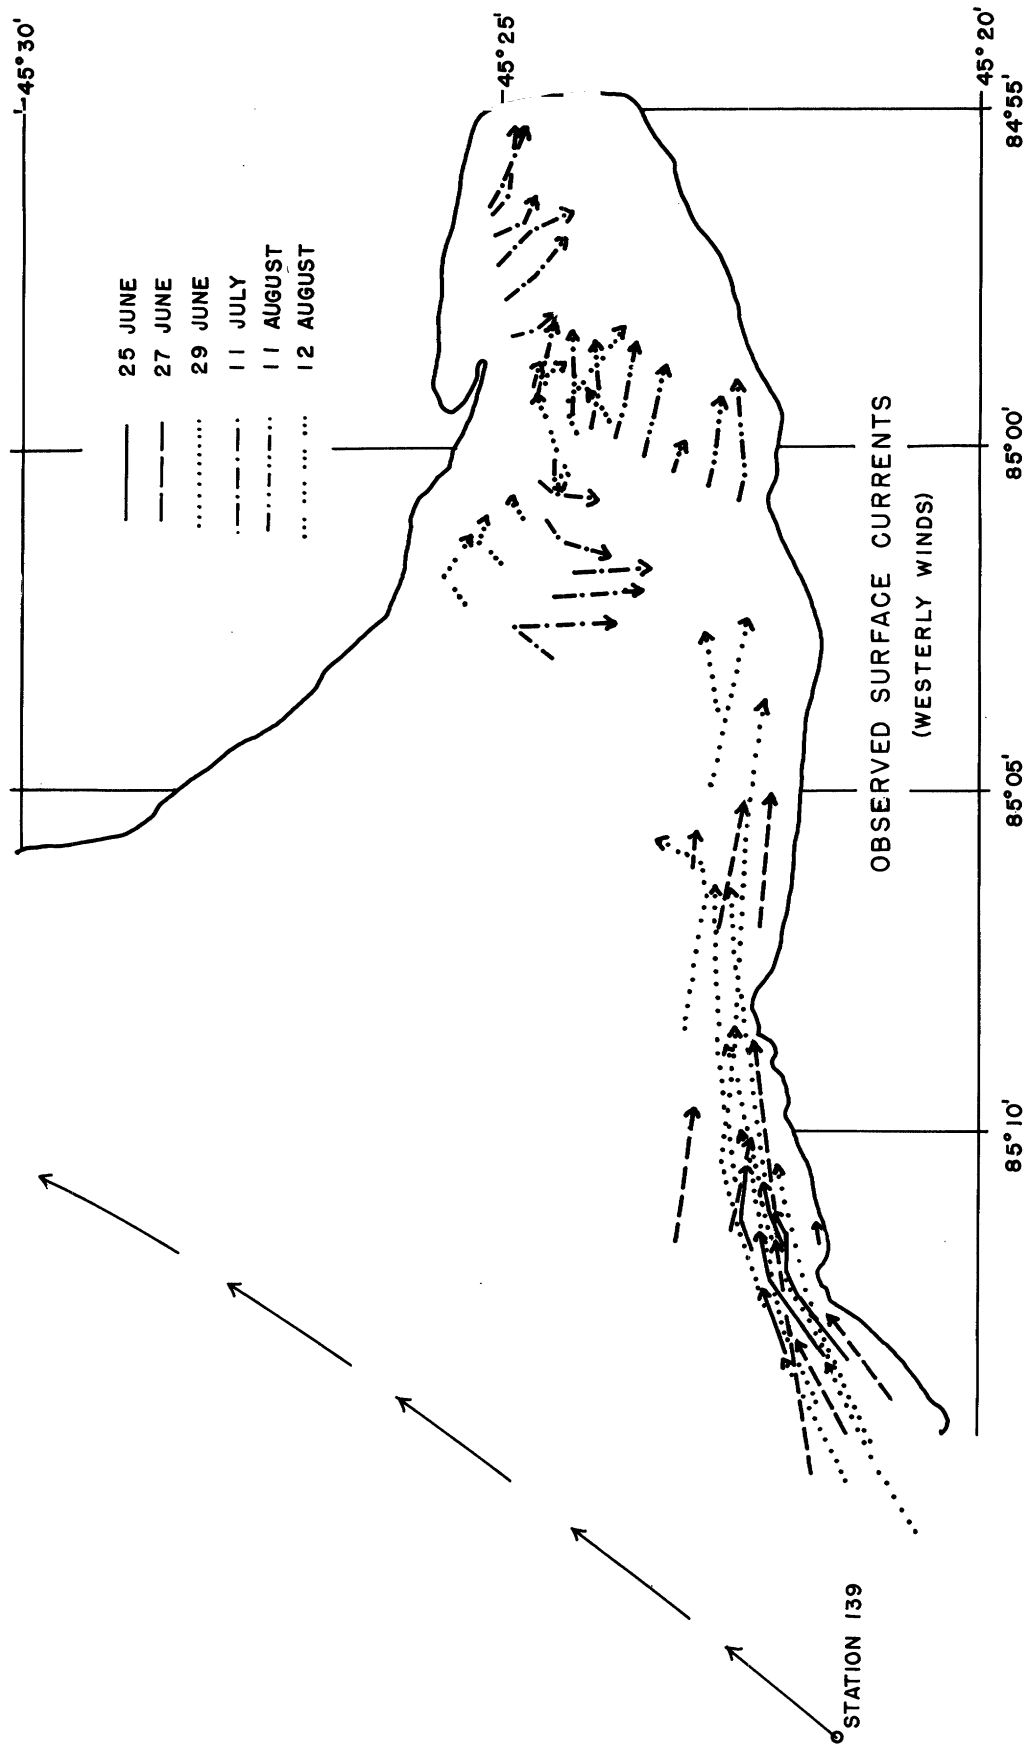 45°30'
45°25'
45°20'
25 JUNE
27 JUNE
29 JUNE
11 JULY
11 AUGUST
12 AUGUST
84°55'
85°00'
85°05'
85°10'
OBSERVED SURFACE CURRENTS
(WESTERLY WINDS)
STATION 139